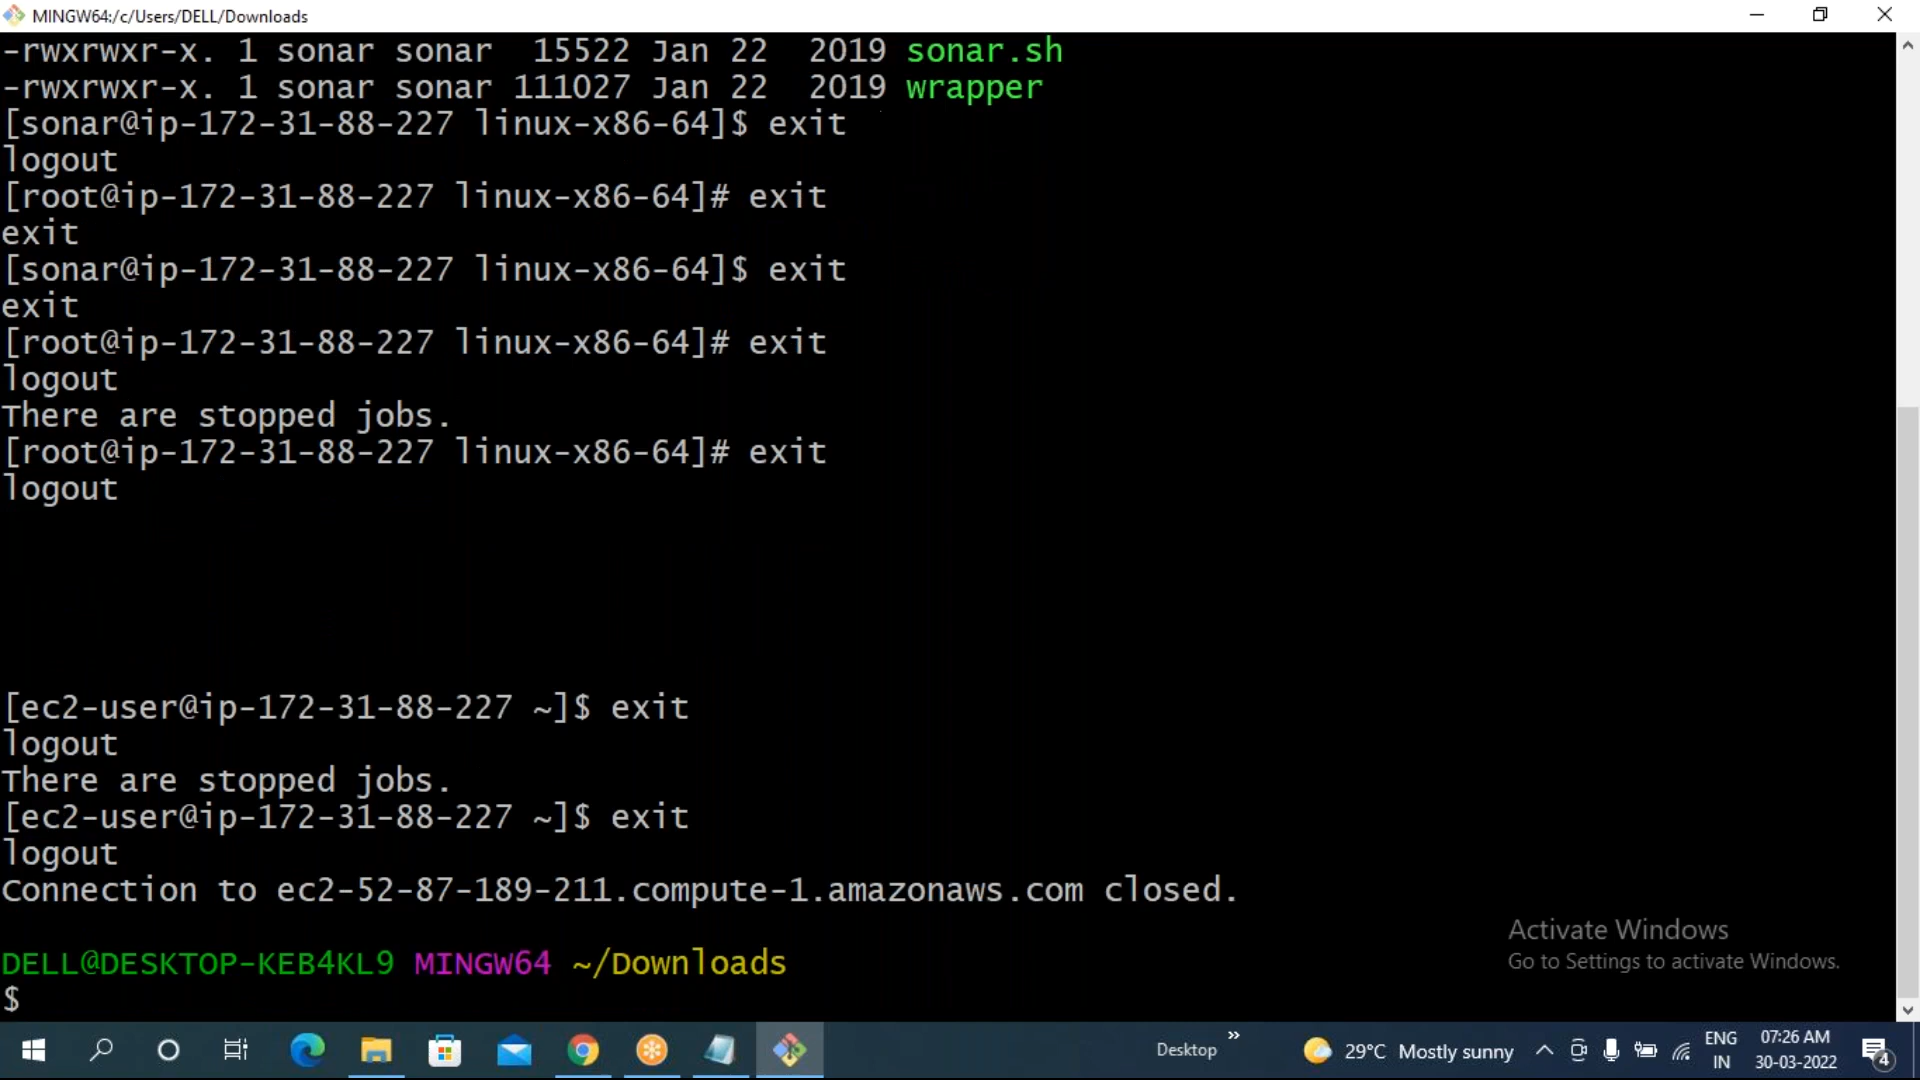 MINGW64:/c/Users/DELL/Downloads
-rwxrwxr-x. 1 sonar sonar  15522 Jan 22  2019 sonar.sh
-rwxrwxr-x. 1 sonar sonar 111027 Jan 22  2019 wrapper
[sonar@ip-172-31-88-227 linux-x86-64]$ exit
logout
[root@ip-172-31-88-227 linux-x86-64]# exit
exit
[sonar@ip-172-31-88-227 linux-x86-64]$ exit
exit
[root@ip-172-31-88-227 linux-x86-64]# exit
logout
There are stopped jobs.
[root@ip-172-31-88-227 linux-x86-64]# exit
logout
[ec2-user@ip-172-31-88-227 ~]$ exit
logout
There are stopped jobs.
[ec2-user@ip-172-31-88-227 ~]$ exit
logout
Connection to ec2-52-87-189-211.compute-1.amazonaws.com closed.
DELL@DESKTOP-KEB4KL9 MINGW64 ~/Downloads
$
Activate Windows
Go to Settings to activate Windows.
Desktop
29°C Mostly sunny
ENG
IN
07:26 AM
30-03-2022
4